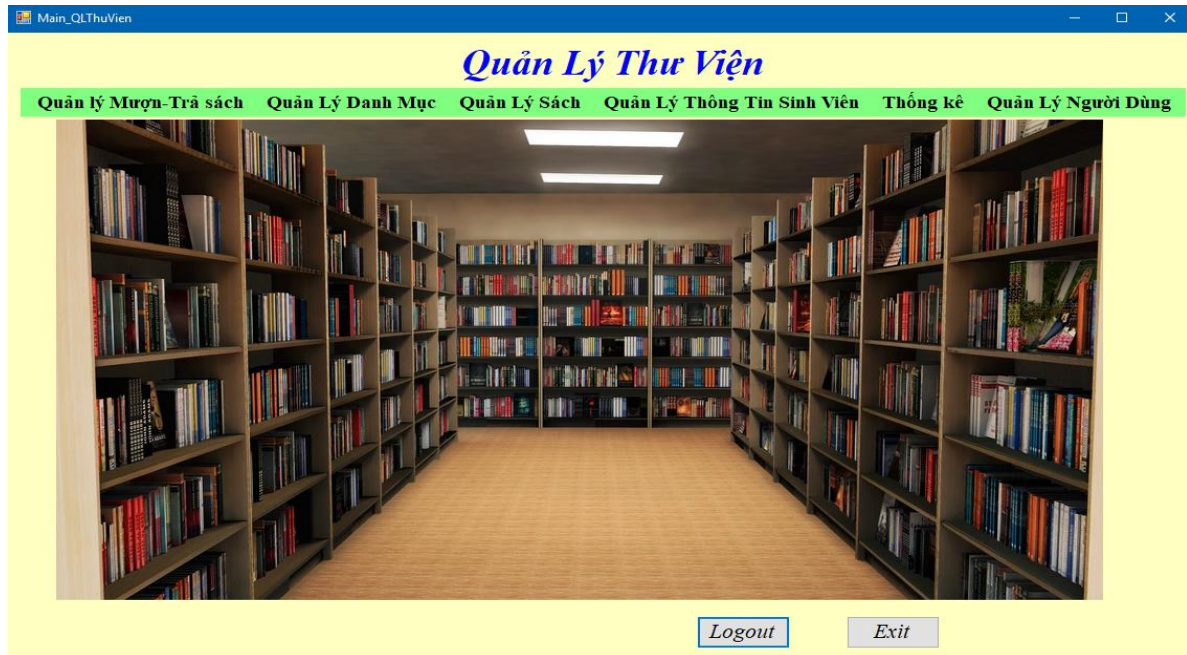 Main_QLThuVien
Quản Lý Thư Viện
Quản lý Mượn-Trả sách Quản Lý Danh Mục Quản Lý Sách Quản Lý Thông Tin Sinh Viên Thống kê Quản Lý Người Dùng
Logout Exit